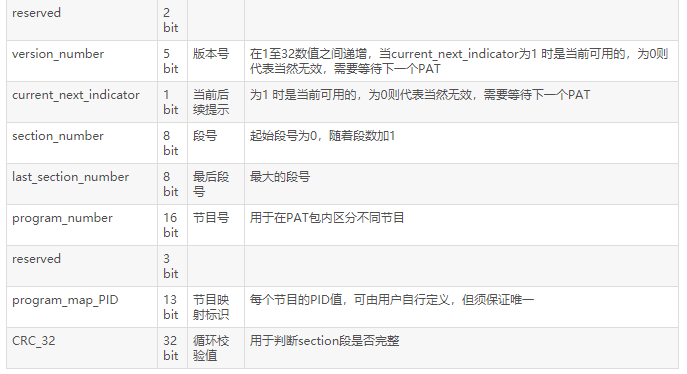 reserved 2
bit
version_number 5 版本号 在1至32数值之间递增，当current_next_indicator为1 时是当前可用的，为0则
bit 代表当然无效，需要等待下一个PAT
current_next_indicator 1 当前后 为1 时是当前可用的，为0则代表当然无效，需要等待下一个PAT
bit 续提示
section_number 8 段号 起始段号为0，随着段数加1
bit
last_section_number 8 最后段 最大的段号
bit 号
program_number 16 节目号 用于在PAT包内区分不同节目
bit
reserved 3
bit
program_map_PID 13 节目映 每个节目的PID值，可由用户自行定义，但须保证唯一
bit 射标识
CRC_32 32 循环校 用于判断section段是否完整
bit 验值